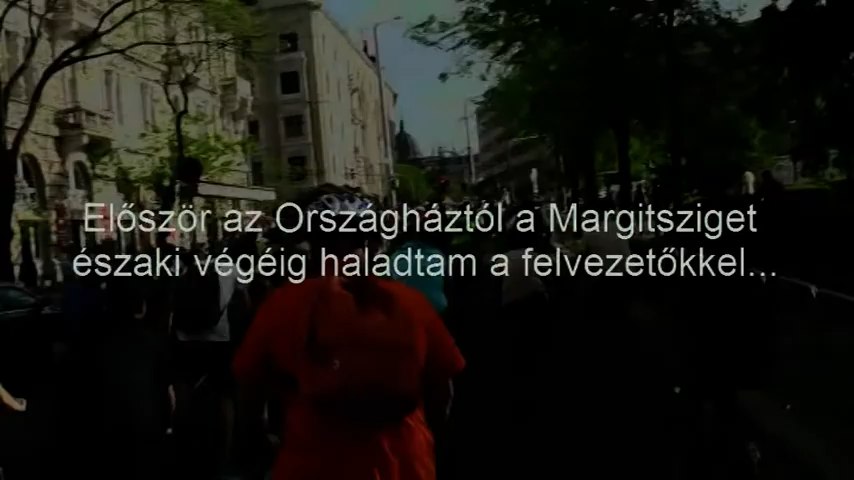 Először az Országháztól a Margitsziget
északi végéig haladtam a felvezetőkkel...